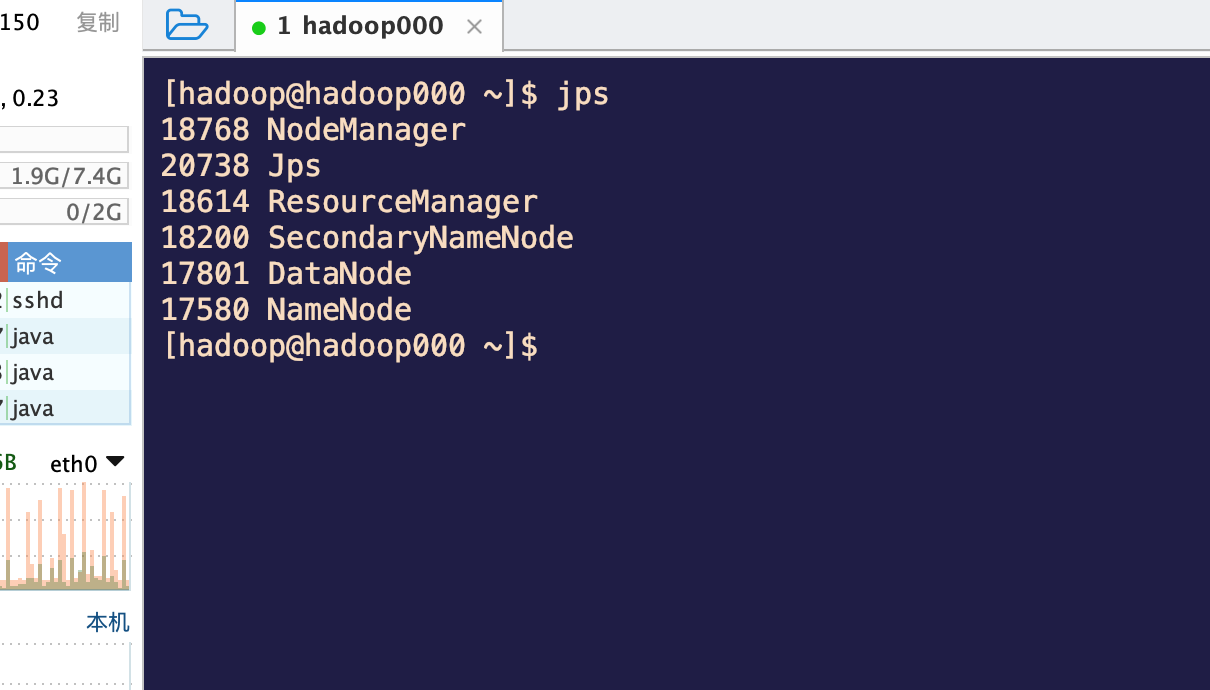 150 复制
1 hadoop000
, 0.23
1.9G/7.4G
0/2G
命令
sshd
java
java
java
eth0
本机
[hadoop@hadoop000 ~]$ jps
18768 NodeManager
20738 Jps
18614 ResourceManager
18200 SecondaryNameNode
17801 DataNode
17580 NameNode
[hadoop@hadoop000 ~]$